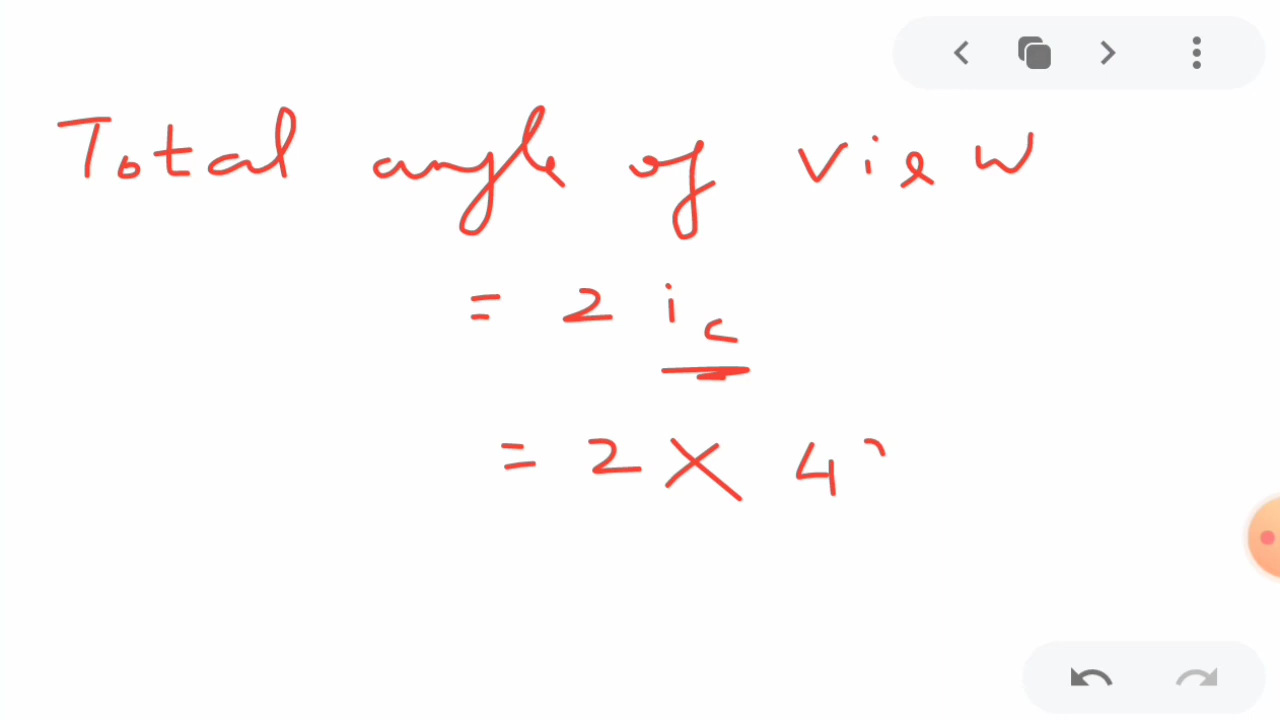 Total angle of view
= 2 i_c
= 2 × 4